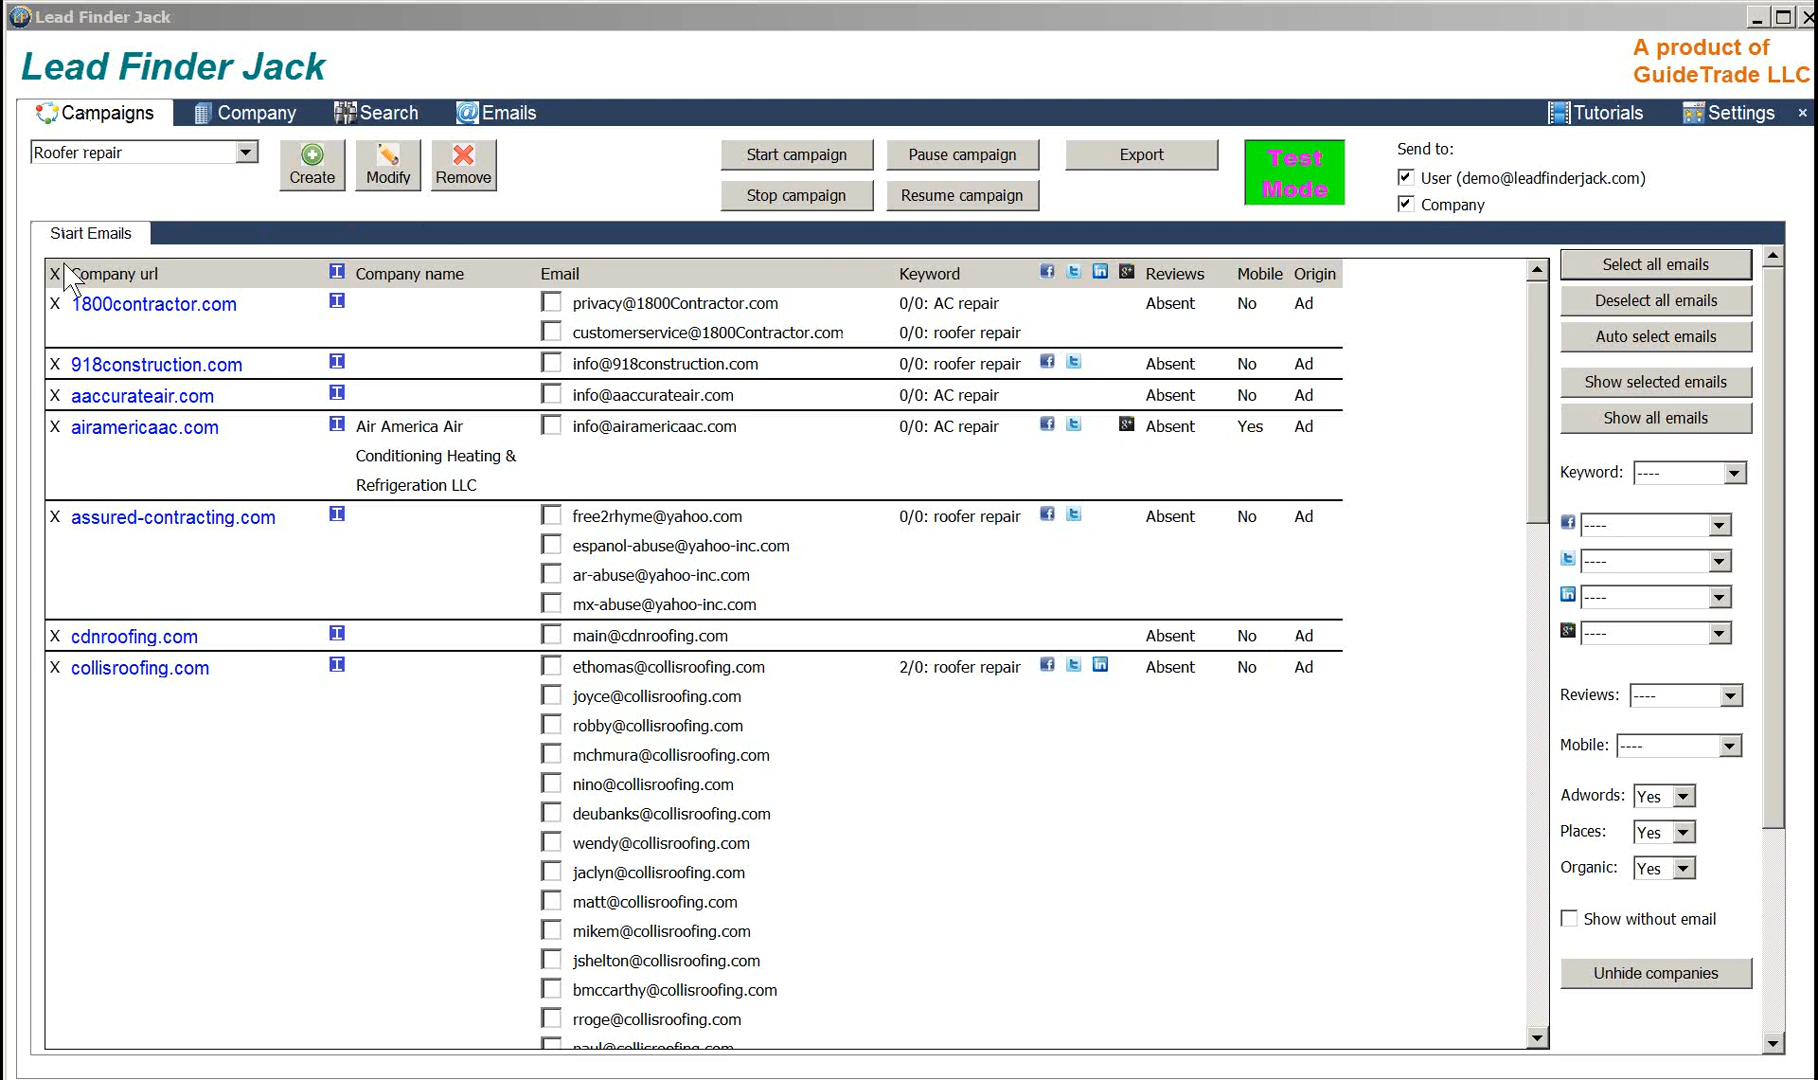 Lead Finder Jack
Lead Finder Jack
A product of
GuideTrade LLC
Campaigns Company Search Emails Tutorials Settings ×
Roofer repair
Create Modify Remove
Start campaign Pause campaign Export
Stop campaign Resume campaign
Test
Mode
Send to:
User (demo@leadfinderjack.com)
Company
Start Emails
X Company url I Company name Email Keyword Reviews Mobile Origin
X 1800contractor.com I privacy@1800Contractor.com 0/0: AC repair Absent No Ad
customerservice@1800Contractor.com 0/0: roofer repair
X 918construction.com I info@918construction.com 0/0: roofer repair Absent No Ad
X aaccurateair.com I info@aaccurateair.com 0/0: AC repair Absent No Ad
X airamericaac.com I Air America Air info@airamericaac.com 0/0: AC repair Absent Yes Ad
Conditioning Heating &
Refrigeration LLC
X assured-contracting.com I free2rhyme@yahoo.com 0/0: roofer repair Absent No Ad
espanol-abuse@yahoo-inc.com
ar-abuse@yahoo-inc.com
mx-abuse@yahoo-inc.com
X cdnroofing.com I main@cdnroofing.com Absent No Ad
X collisroofing.com I ethomas@collisroofing.com 2/0: roofer repair Absent No Ad
joyce@collisroofing.com
robby@collisroofing.com
mchmura@collisroofing.com
nino@collisroofing.com
deubanks@collisroofing.com
wendy@collisroofing.com
jaclyn@collisroofing.com
matt@collisroofing.com
mikem@collisroofing.com
jshelton@collisroofing.com
bmccarthy@collisroofing.com
rroge@collisroofing.com
paul@collisroofing.com
Select all emails
Deselect all emails
Auto select emails
Show selected emails
Show all emails
Keyword: ----
----
----
----
----
Reviews: ----
Mobile: ----
Adwords: Yes
Places: Yes
Organic: Yes
Show without email
Unhide companies